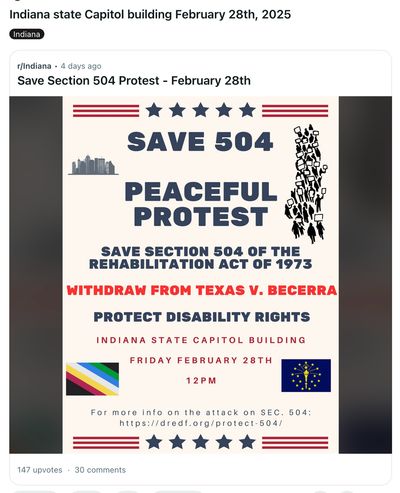 Indiana state Capitol building February 28th, 2025
Indiana
r/Indiana • 4 days ago
Save Section 504 Protest - February 28th
SAVE 504
PEACEFUL
PROTEST
SAVE SECTION 504 OF THE
REHABILITATION ACT OF 1973
WITHDRAW FROM TEXAS V. BECERRA
PROTECT DISABILITY RIGHTS
INDIANA STATE CAPITOL BUILDING
FRIDAY FEBRUARY 28TH
12PM
For more info on the attack on SEC. 504:
https://dredf.org/protect-504/
147 upvotes · 30 comments